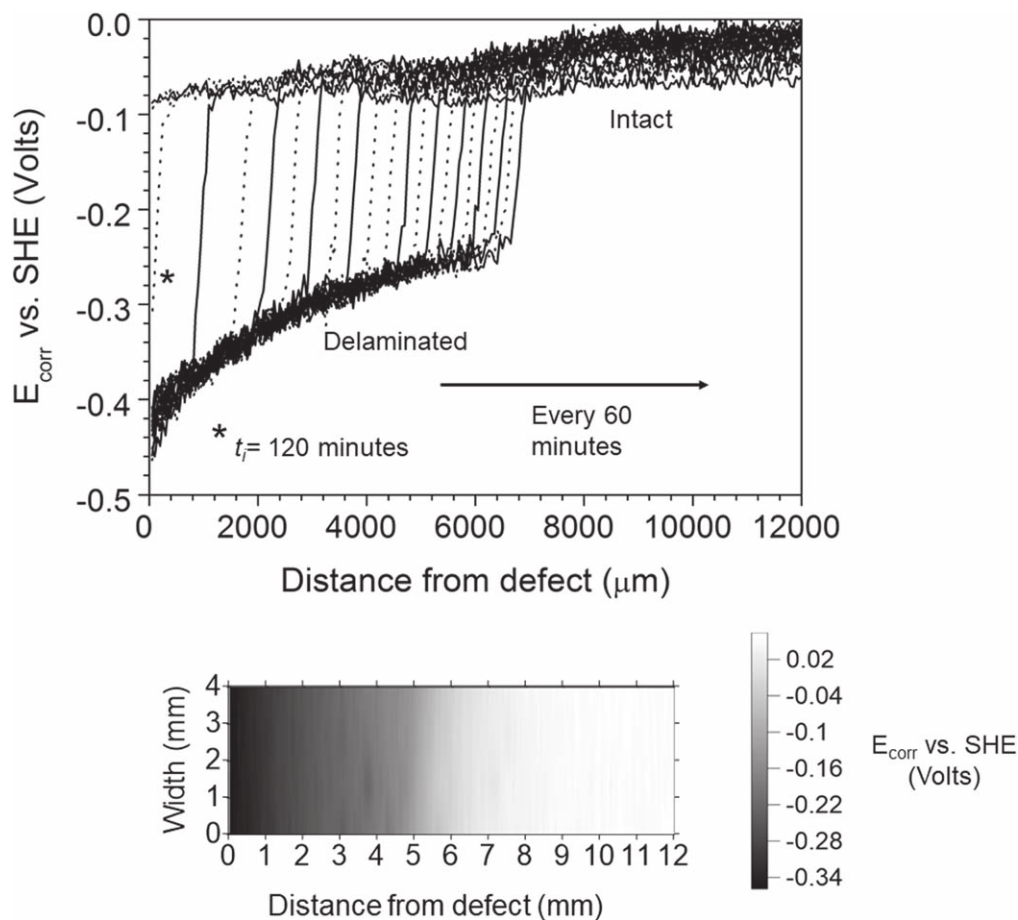 0.0
-0.1
-0.2
-0.3
-0.4
-0.5
E_corr vs. SHE (Volts)
Intact
*
Delaminated
* t_i= 120 minutes
Every 60
minutes
0 2000 4000 6000 8000 10000 12000
Distance from defect (μm)
4
3
2
1
0
Width (mm)
0 1 2 3 4 5 6 7 8 9 10 11 12
Distance from defect (mm)
0.02
-0.04
-0.1
-0.16
-0.22
-0.28
-0.34
E_corr vs. SHE
(Volts)